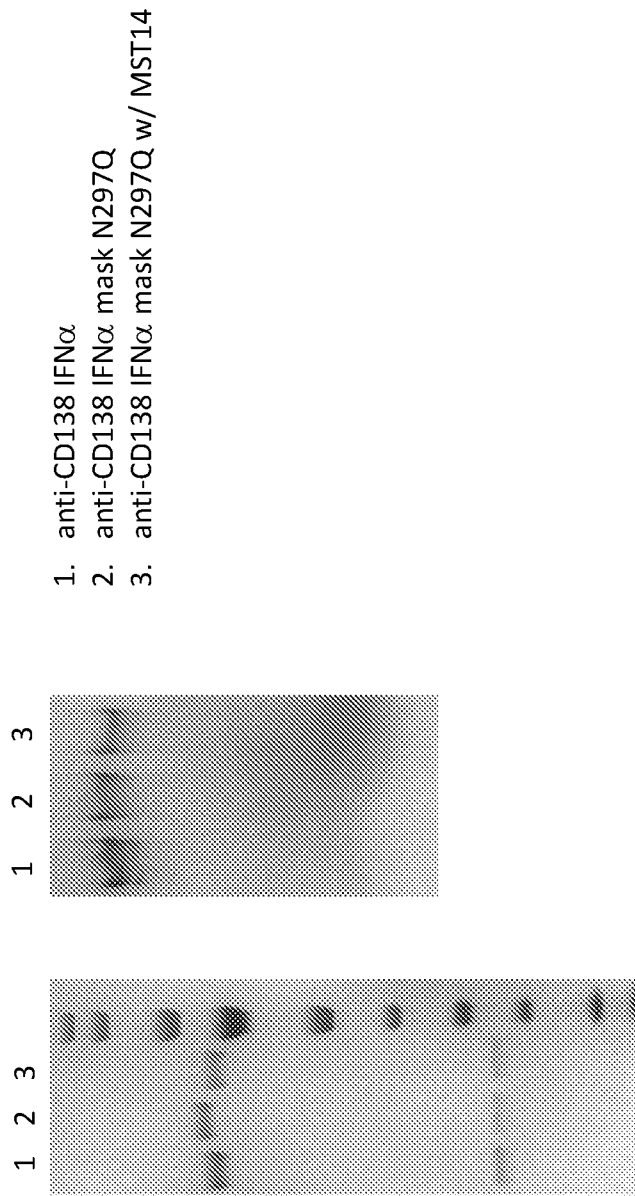 1 2 3
1 2 3
1. anti-CD138 IFNα
2. anti-CD138 IFNα mask N297Q
3. anti-CD138 IFNα mask N297Q w/ MST14